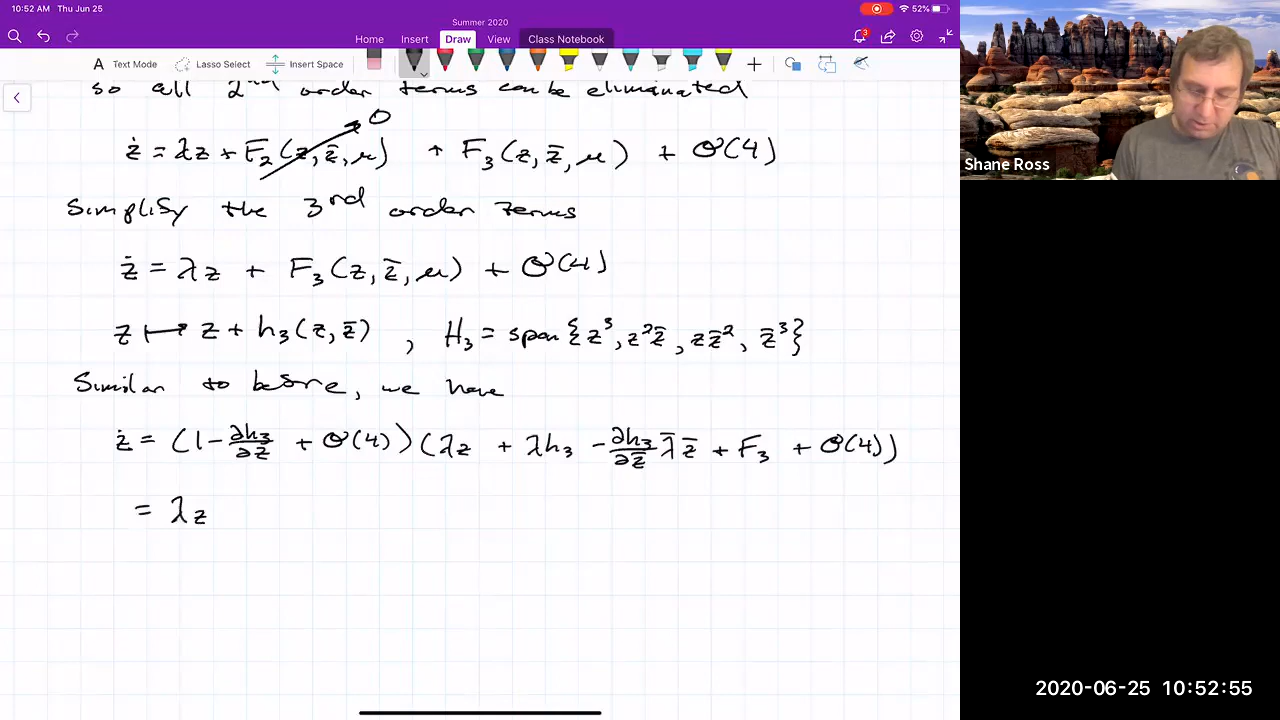 10:52 AM Thu Jun 25
52%
Summer 2020
Home Insert Draw View Class Notebook
3
A Text Mode Lasso Select Insert Space
so all 2nd order terms can be eliminated
ż = λz + F₂(z, z̄, μ) → 0 + F₃(z, z̄, μ) + O(4)
Simplify the 3rd order terms
ż = λz + F₃(z, z̄, μ) + O(4)
z ↦ z + h₃(z, z̄) , H₃ = span{z³, z²z̄, zz̄², z̄³}
Similar to before, we have
ż = (1 - ∂h₃/∂z + O(4))(λz + λh₃ - ∂h₃/∂z̄ λ̄z̄ + F₃ + O(4))
= λz
Shane Ross
2020-06-25 10:52:55